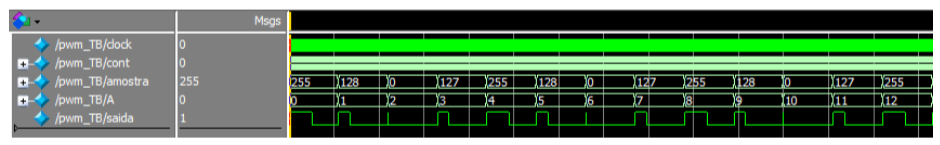 Msgs
/pwm_TB/clock 0
/pwm_TB/cont 0
/pwm_TB/amostra 255 255 128 0 127 255 128 0 127 255 128 0 127 255
/pwm_TB/A 0 0 1 2 3 4 5 6 7 8 9 10 11 12
/pwm_TB/saida 1